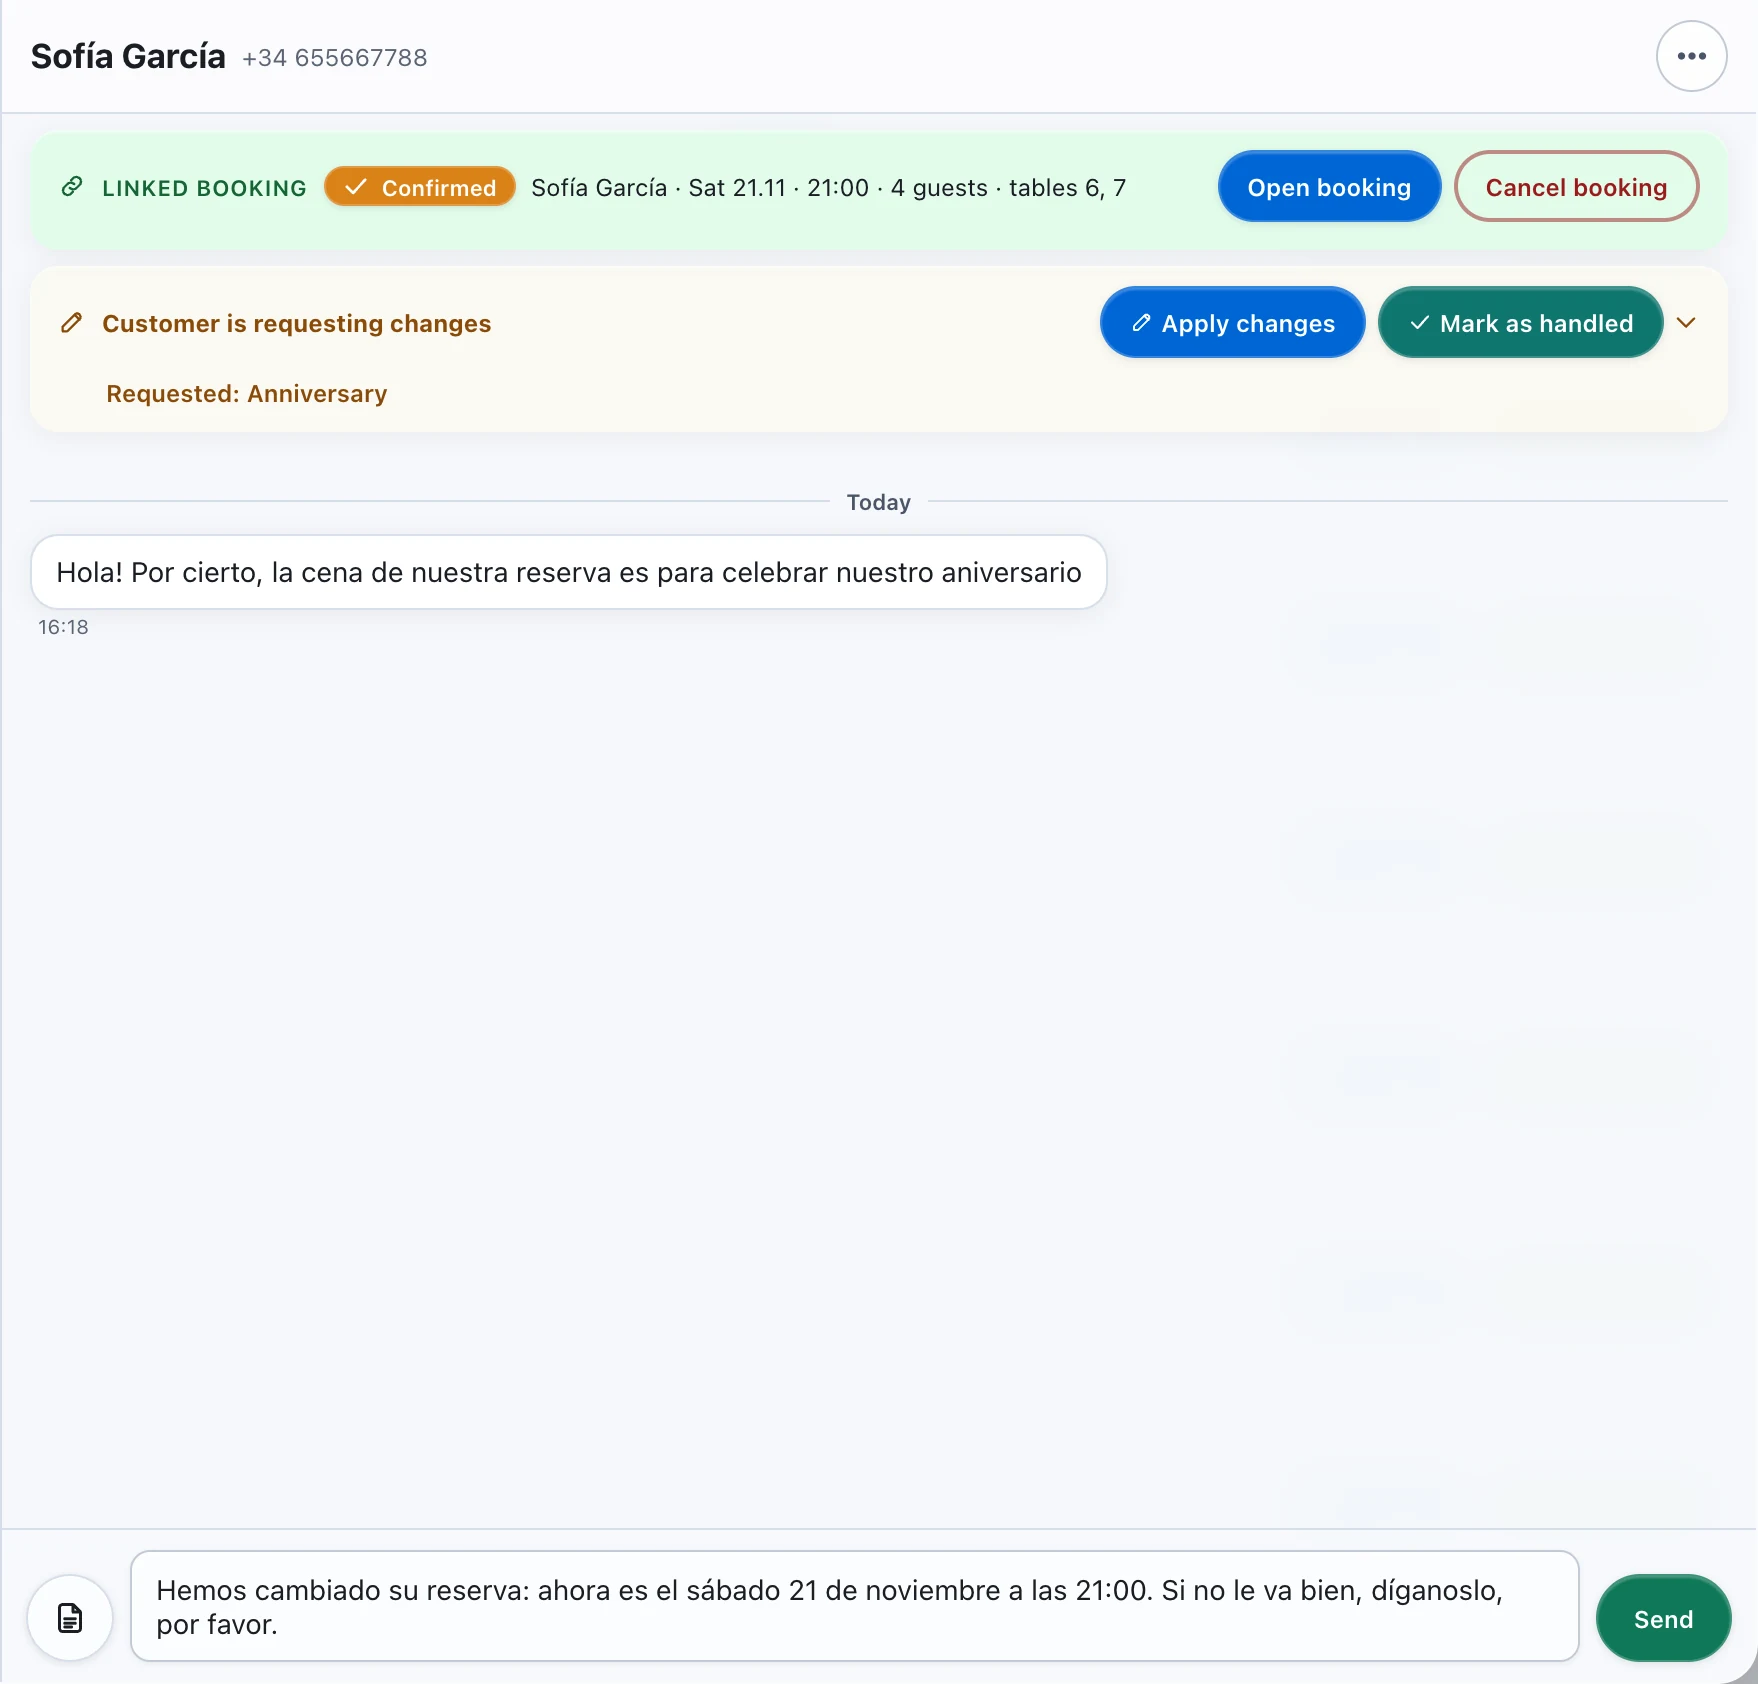 Sofía García +34 655667788
LINKED BOOKING Confirmed Sofía García · Sat 21.11 · 21:00 · 4 guests · tables 6, 7 Open booking Cancel booking
Customer is requesting changes Apply changes Mark as handled
Requested: Anniversary
Today
Hola! Por cierto, la cena de nuestra reserva es para celebrar nuestro aniversario
16:18
Hemos cambiado su reserva: ahora es el sábado 21 de noviembre a las 21:00. Si no le va bien, díganoslo,
por favor.
Send